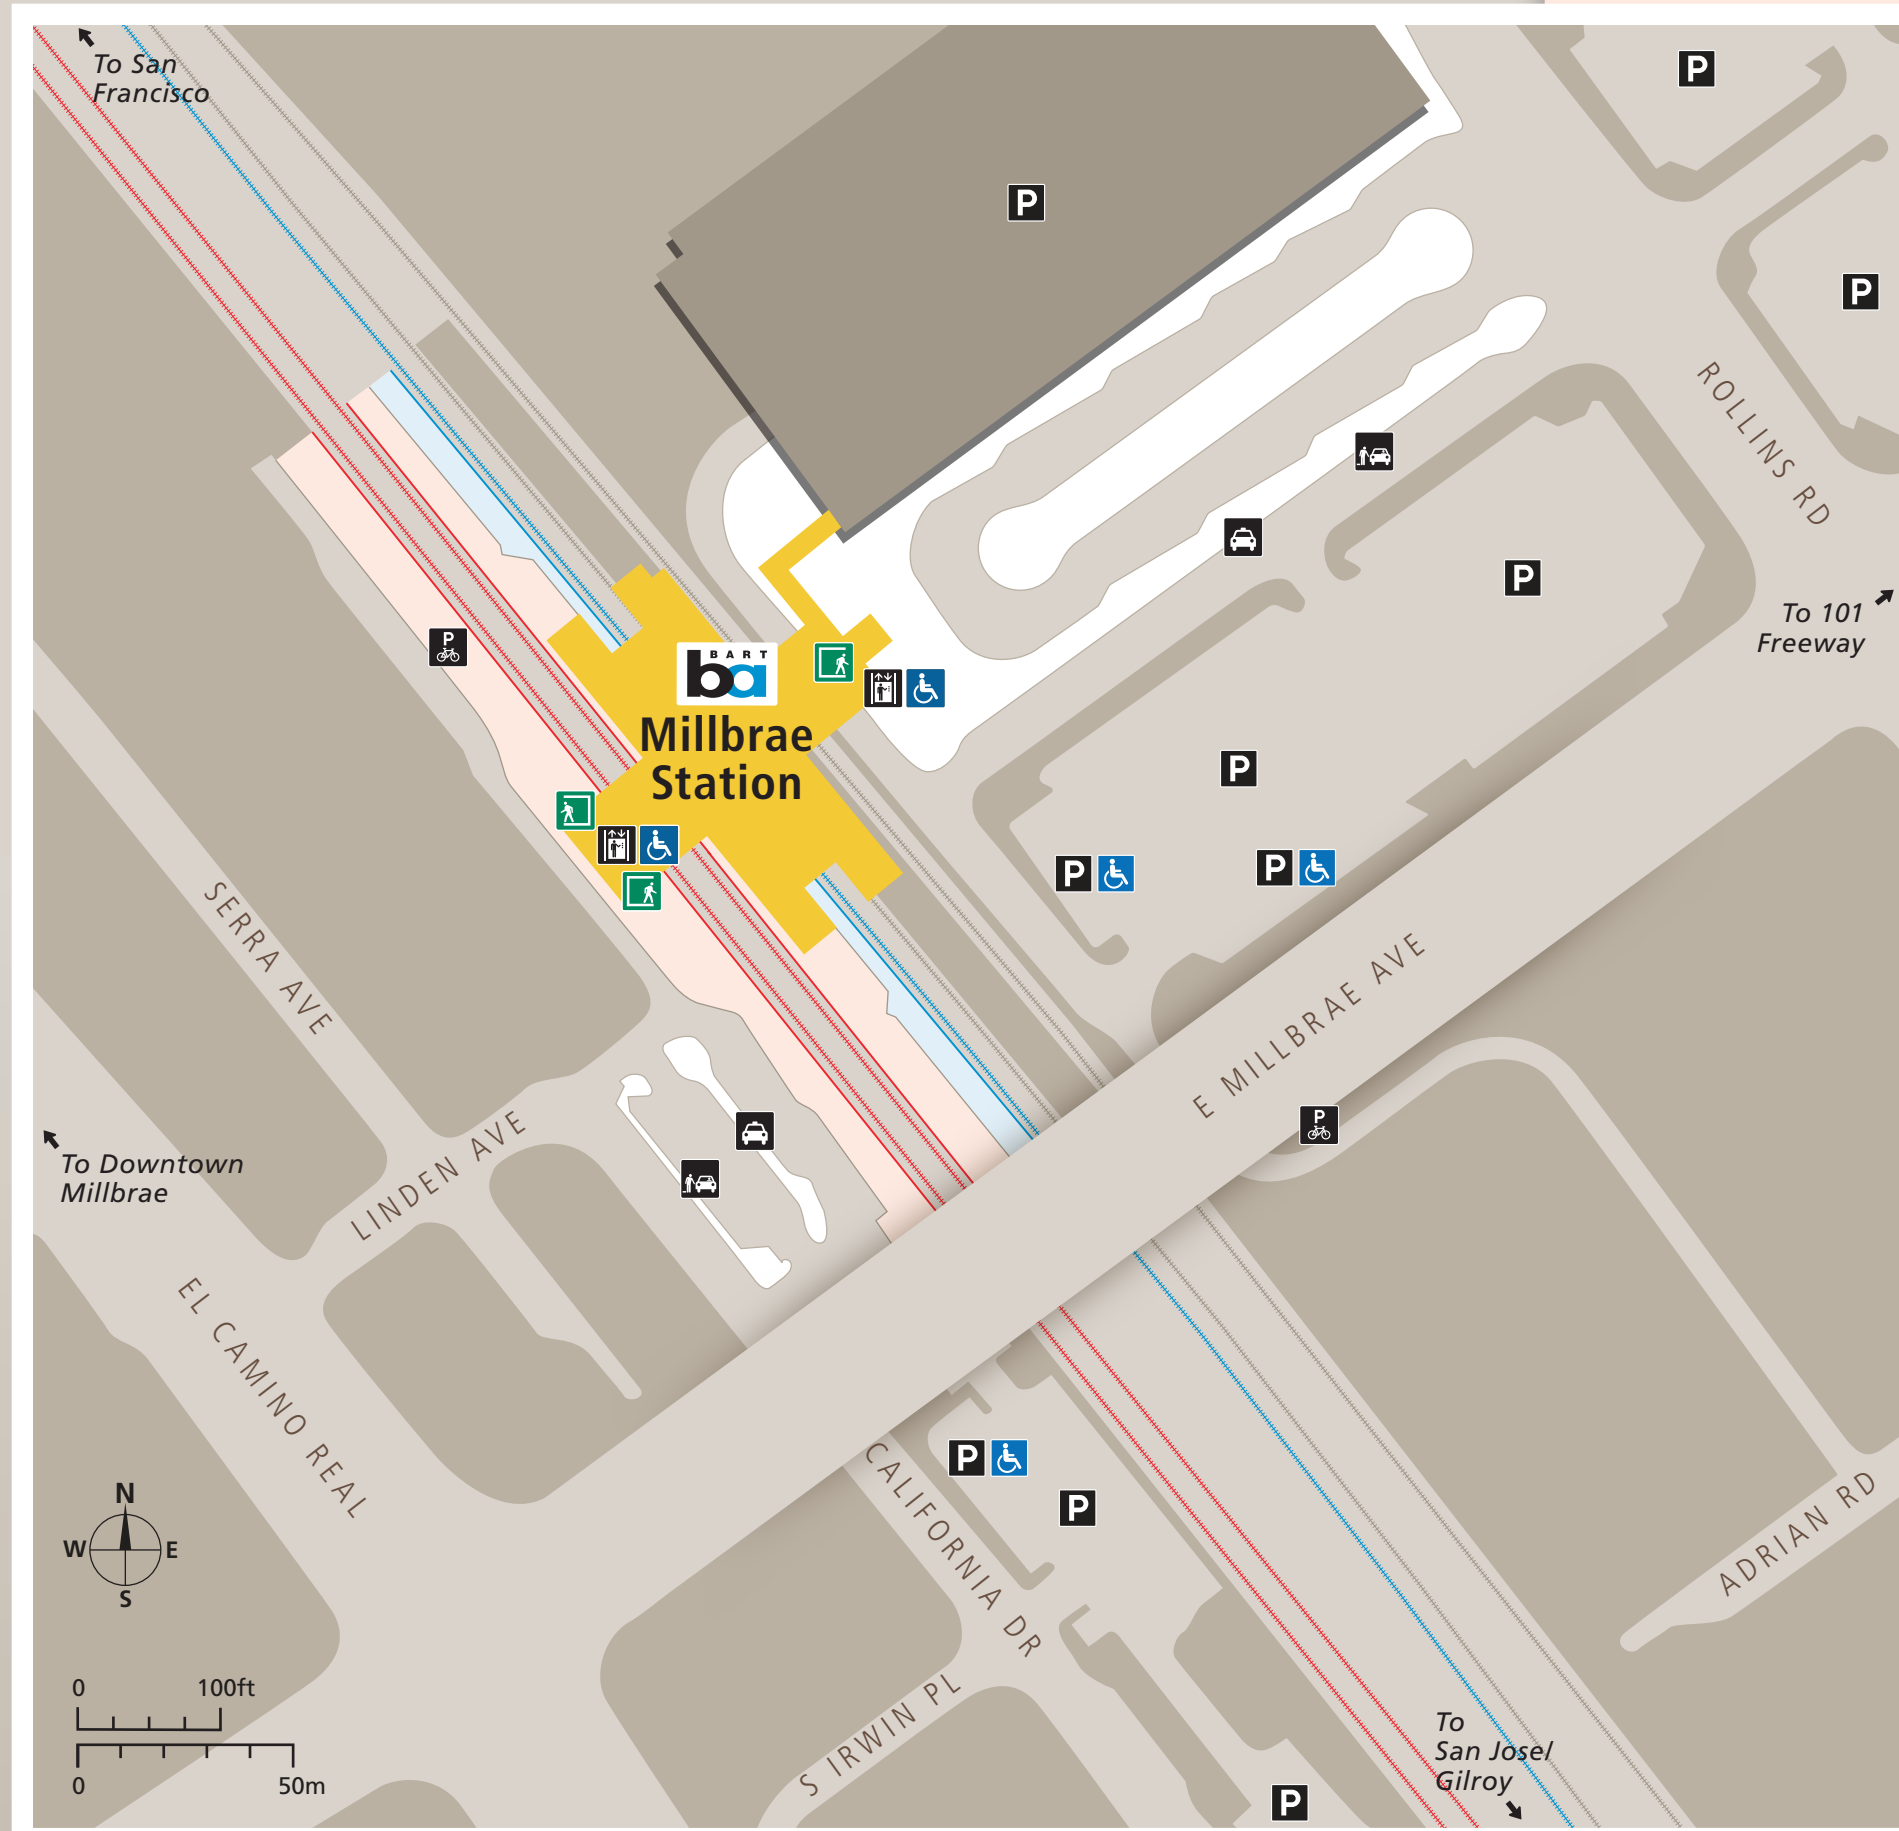 To San
Francisco
P
P
P
ROLLINS RD
P
To 101
Freeway
P
BART
ba
Millbrae
Station
P
P
P
SERRA AVE
E MILLBRAE AVE
P
To Downtown
Millbrae
LINDEN AVE
EL CAMINO REAL
CALIFORNIA DR
P
P
ADRIAN RD
N
W
E
S
0
100ft
0
50m
S IRWIN PL
To
San Jose/
Gilroy
P